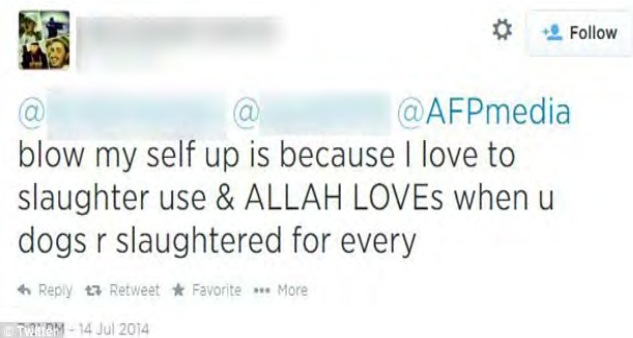 Follow
@ @ @AFPmedia
blow my self up is because I love to
slaughter use & ALLAH LOVEs when u
dogs r slaughtered for every
Reply Retweet Favorite More
PM - 14 Jul 2014
© Twitter